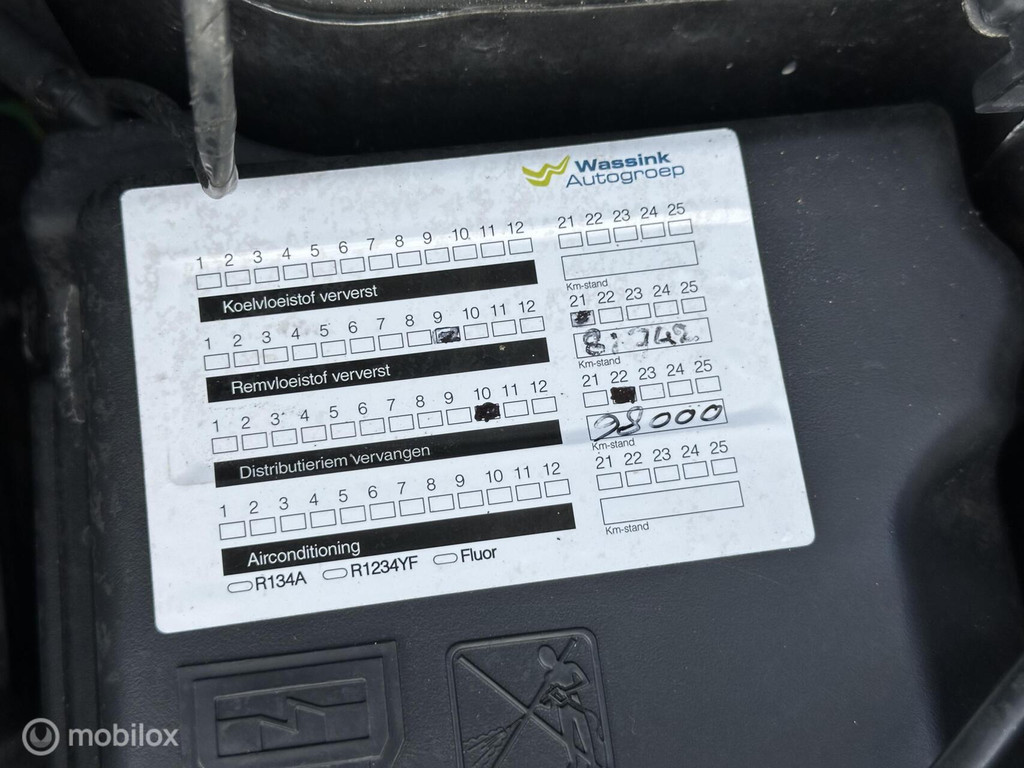 Wassink
Autogroep
1 2 3 4 5 6 7 8 9 10 11 12 21 22 23 24 25
Koelvloeistof ververst
Km-stand
1 2 3 4 5 6 7 8 9 10 11 12 21 22 23 24 25
Remvloeistof ververst
Km-stand
1 2 3 4 5 6 7 8 9 10 11 12 21 22 23 24 25
98000
Distributieriem vervangen
Km-stand
1 2 3 4 5 6 7 8 9 10 11 12 21 22 23 24 25
Airconditioning
Km-stand
R134A R1234YF Fluor
mobilox